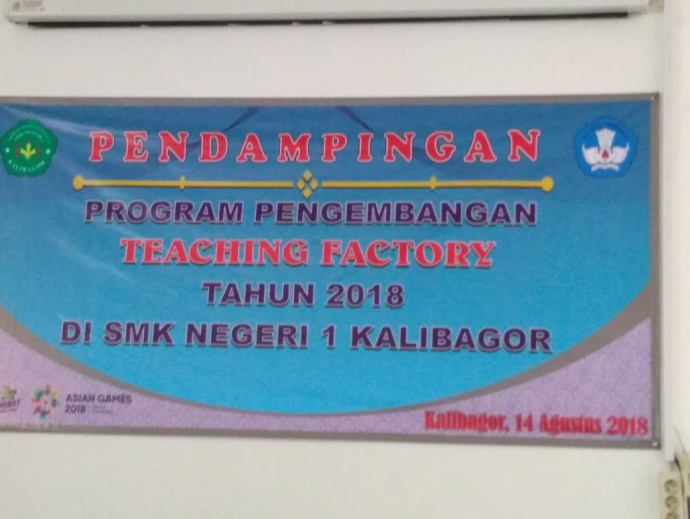 PENDAMPINGAN
PROGRAM PENGEMBANGAN
TEACHING FACTORY
TAHUN 2018
DI SMK NEGERI 1 KALIBAGOR
ASIAN GAMES
2018
Kalibagor, 14 Agustus 2018